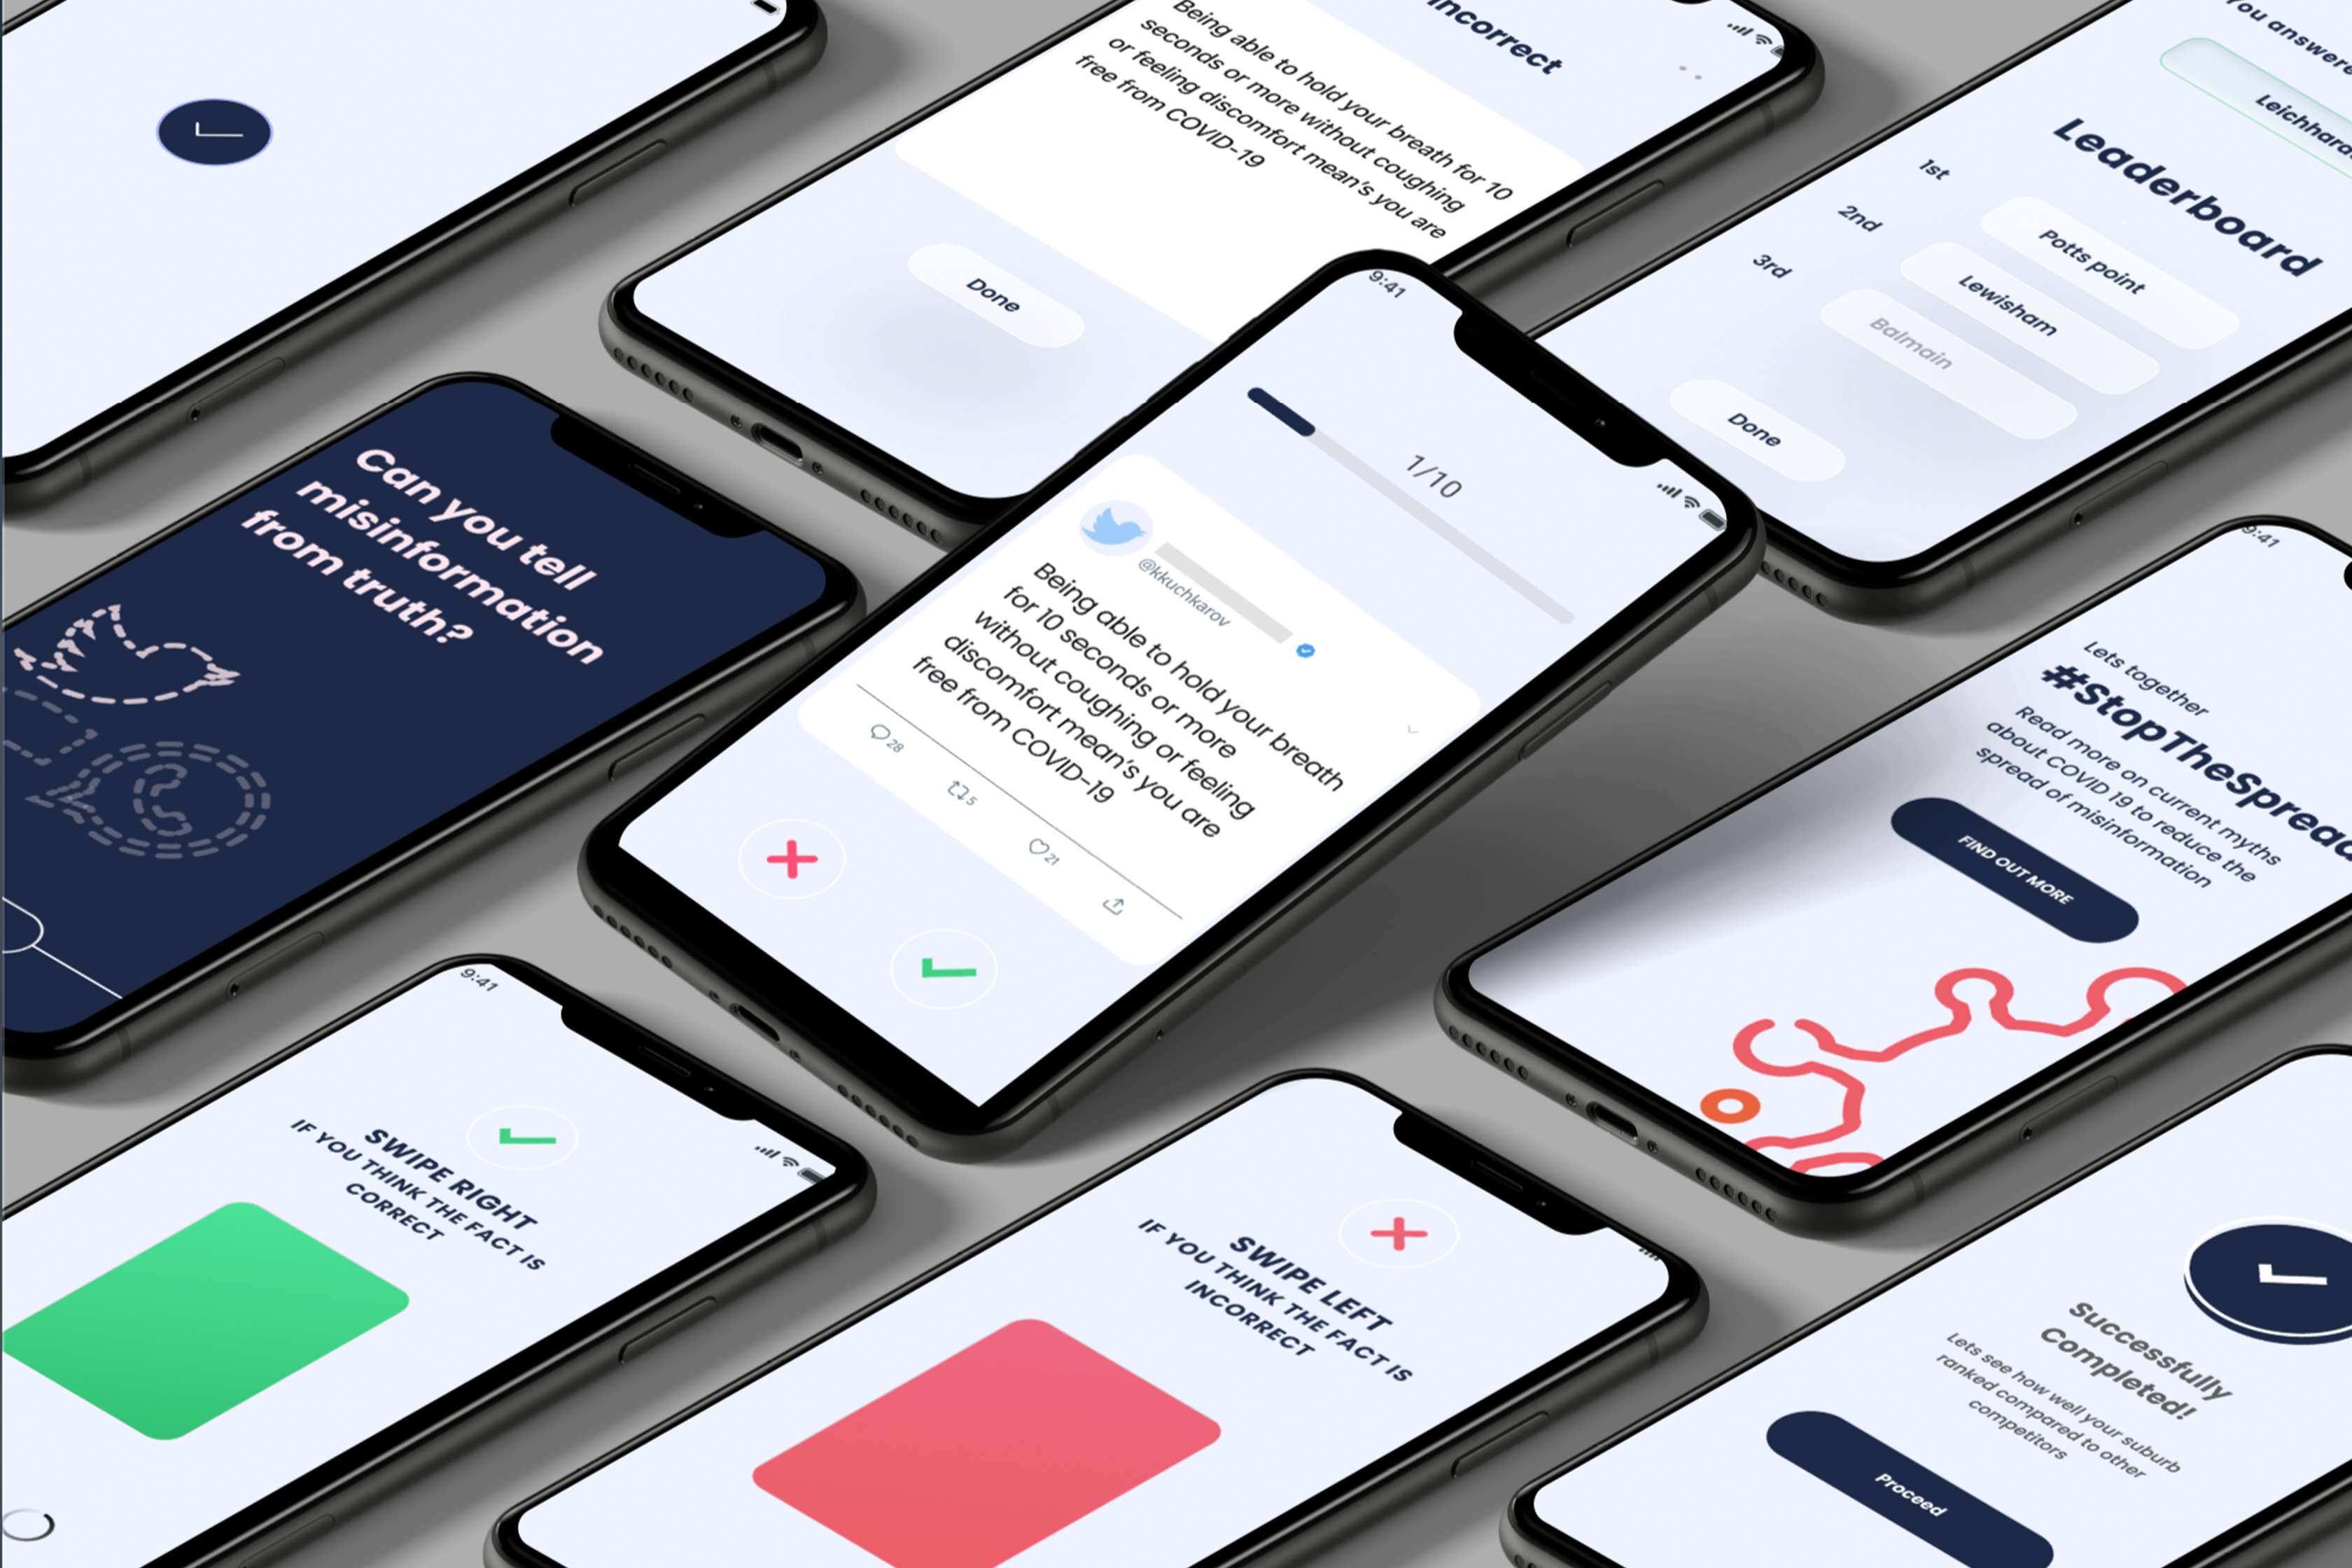 incorrect
Being able to hold your breath for 10
seconds or more without coughing
or feeling discomfort mean's you are
free from COVID-19
Done
You answered
Leichhardt
Leaderboard
1st
Potts point
2nd
Lewisham
3rd
Balmain
Done
Can you tell
misinformation
from truth?
9:41
1/10
@kkuchkarov
Being able to hold your breath
for 10 seconds or more
without coughing or feeling
discomfort mean's you are
free from COVID-19
28
5
21
9:41
Lets together
#StopTheSpread
Read more on current myths
about COVID 19 to reduce the
spread of misinformation
FIND OUT MORE
9:41
SWIPE RIGHT
IF YOU THINK THE FACT IS
CORRECT
SWIPE LEFT
IF YOU THINK THE FACT IS
INCORRECT
Successfully
Completed!
Lets see how well your suburb
ranked compared to other
competitors
Proceed